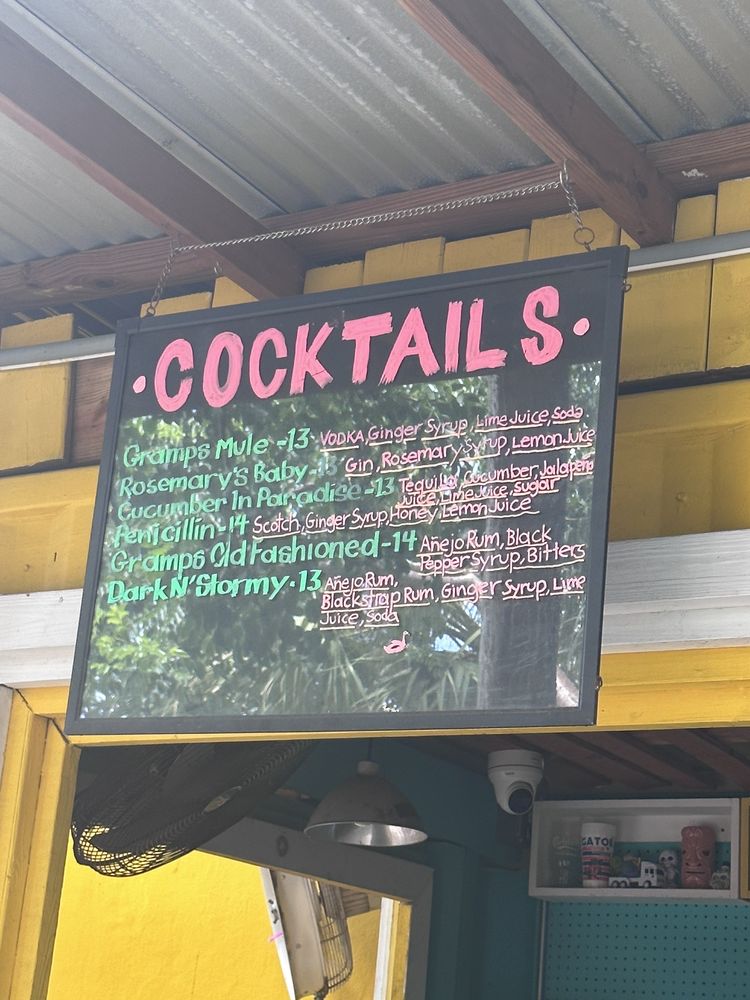 ·COCKTAILS·
Gramps Mule -13 VODKA, Ginger Syrup, Lime Juice, Soda
Rosemary's Baby -13 Gin, Rosemary Syrup, Lemon Juice
Cucumber In Paradise -13 Tequila, Cucumber, Jalapeno
Juice, Lime Juice, sugar
Penicillin -14 Scotch, Ginger Syrup, Honey, Lemon Juice
Gramps Old Fashioned -14 Añejo Rum, Black
Pepper Syrup, Bitters
Dark N' Stormy · 13 Añejo Rum,
Blackstrap Rum, Ginger Syrup, Lime
Juice, Soda
GATOR